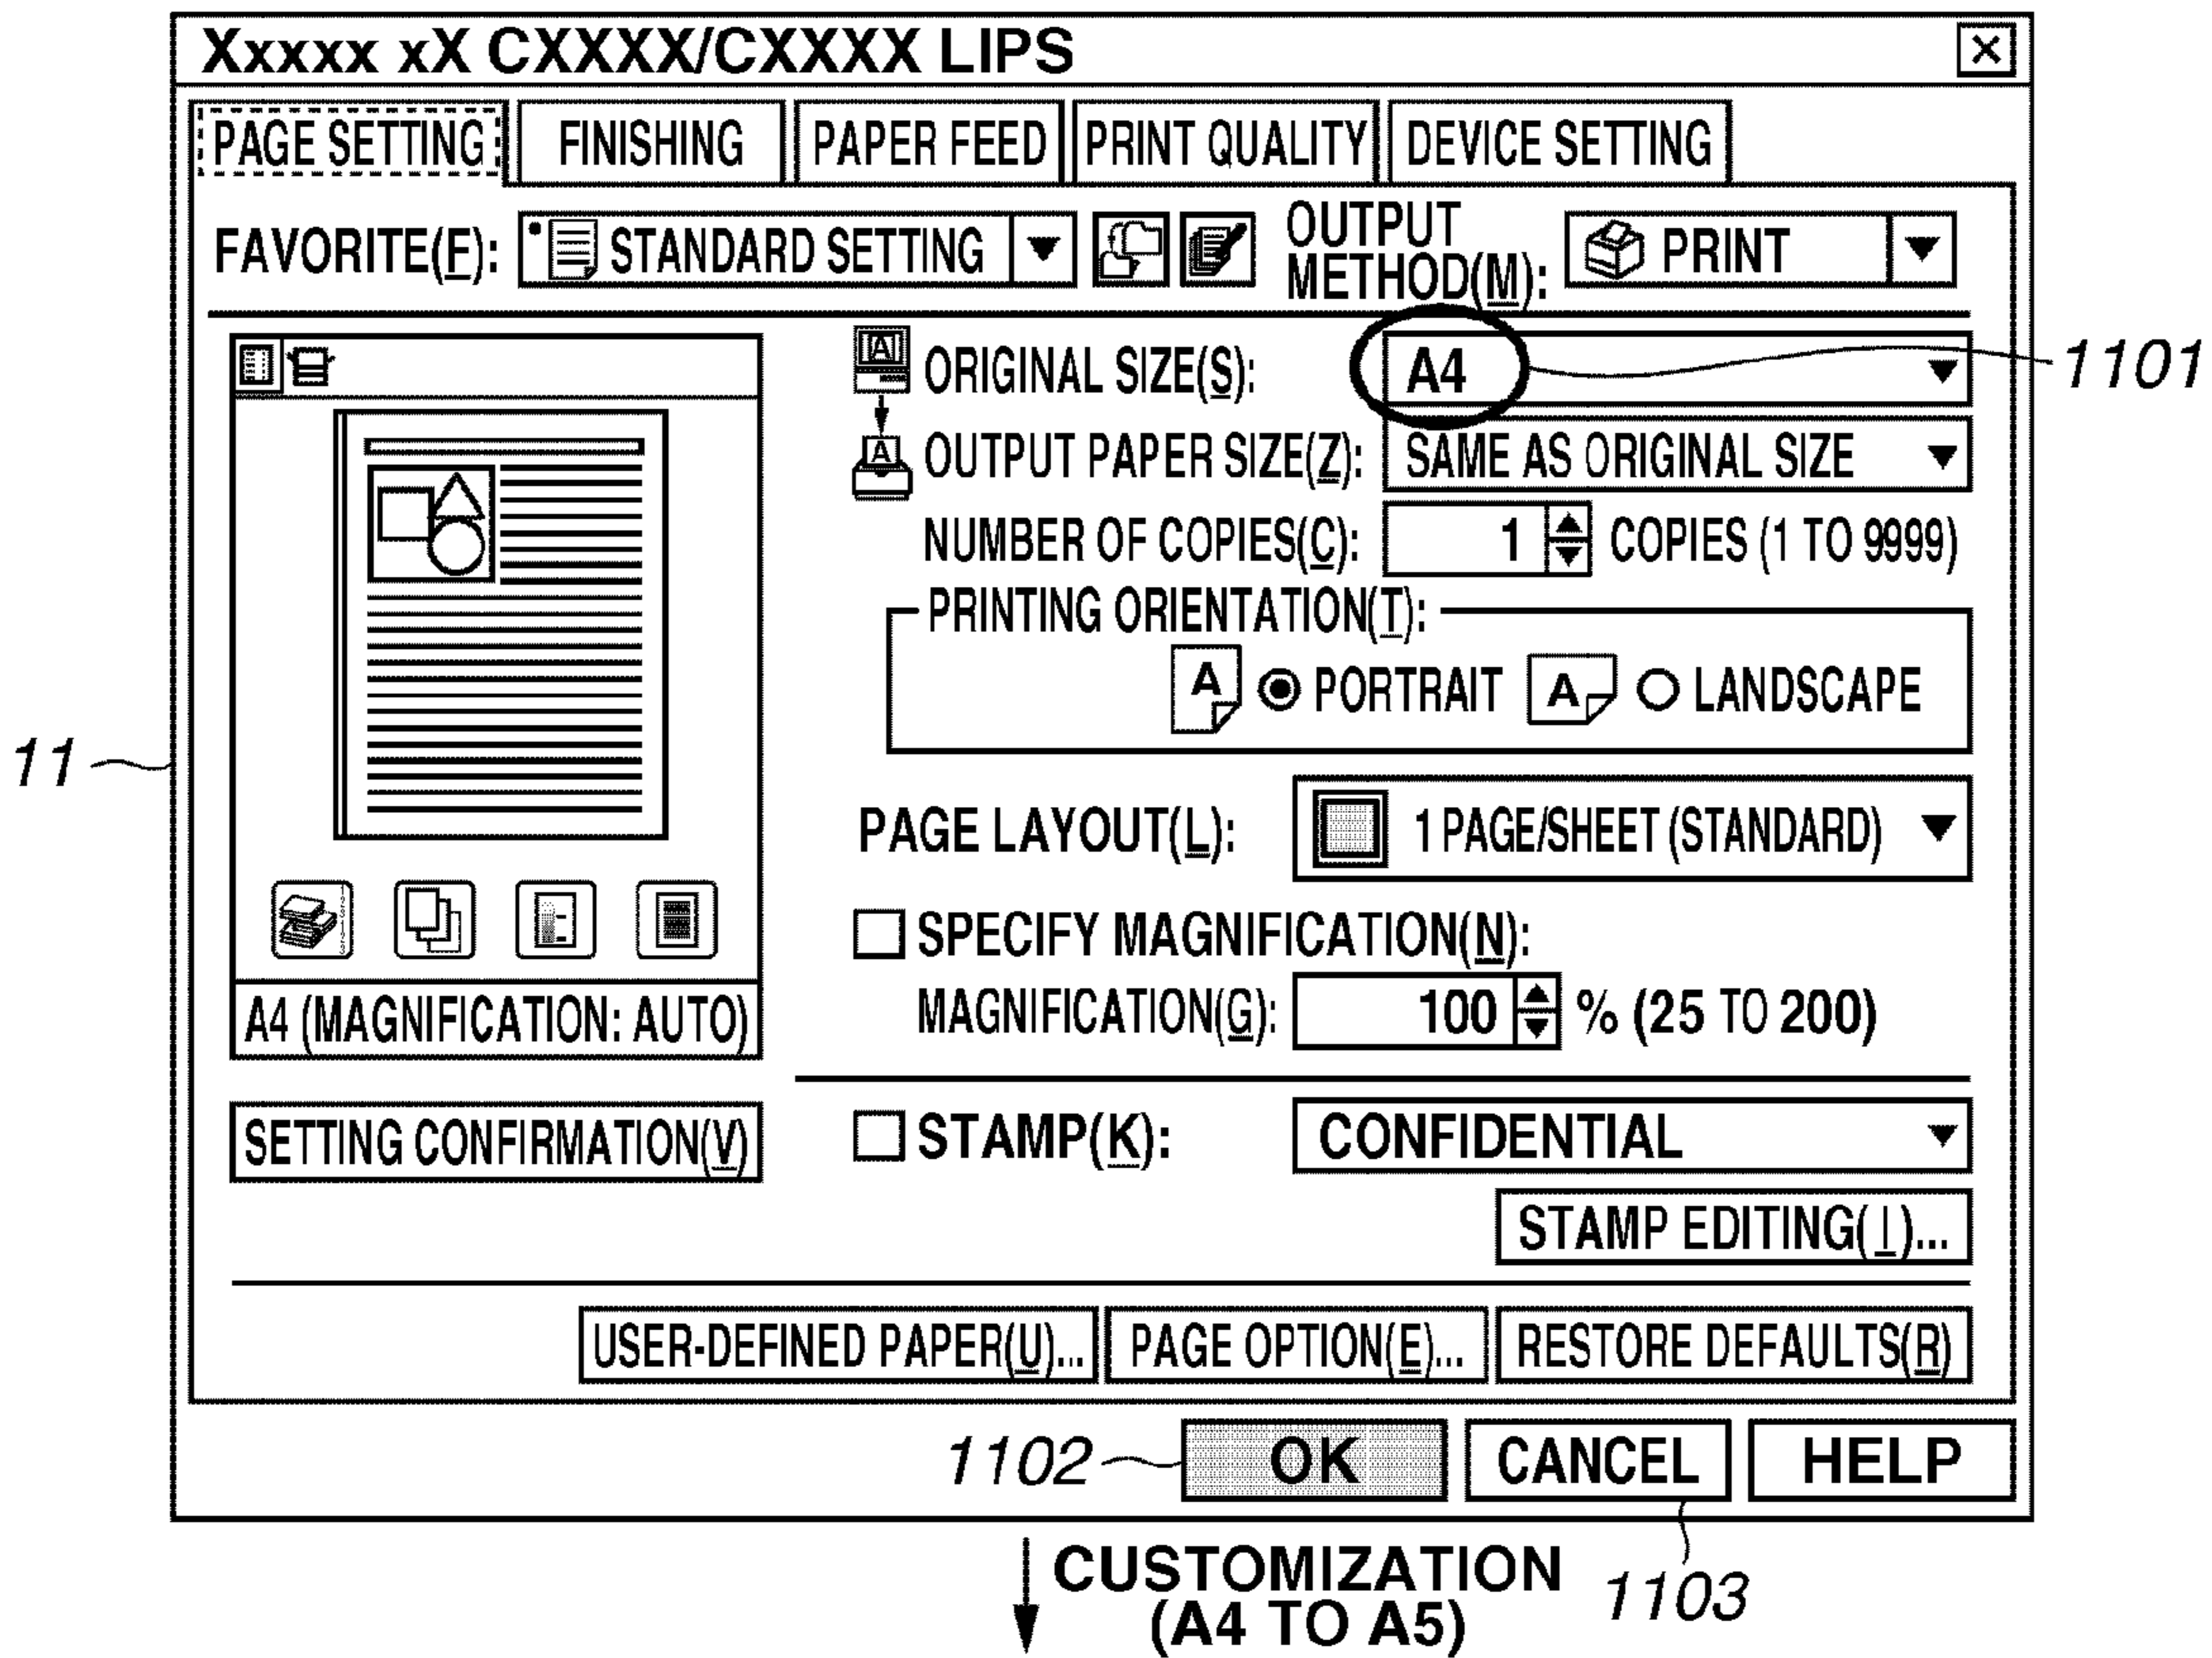 Xxxxx xX CXXXX/CXXXX LIPS
PAGE SETTING
FINISHING
PAPER FEED
PRINT QUALITY
DEVICE SETTING
FAVORITE(F):
STANDARD SETTING
OUTPUT
METHOD(M):
PRINT
ORIGINAL SIZE(S):
A4
1101
OUTPUT PAPER SIZE(Z):
SAME AS ORIGINAL SIZE
NUMBER OF COPIES(C):
1
COPIES (1 TO 9999)
PRINTING ORIENTATION(T):
A
PORTRAIT
A
LANDSCAPE
11
PAGE LAYOUT(L):
1 PAGE/SHEET (STANDARD)
SPECIFY MAGNIFICATION(N):
MAGNIFICATION(G):
100
% (25 TO 200)
A4 (MAGNIFICATION: AUTO)
SETTING CONFIRMATION(V)
STAMP(K):
CONFIDENTIAL
STAMP EDITING(I)...
USER-DEFINED PAPER(U)...
PAGE OPTION(E)...
RESTORE DEFAULTS(R)
1102
OK
CANCEL
HELP
CUSTOMIZATION
(A4 TO A5)
1103